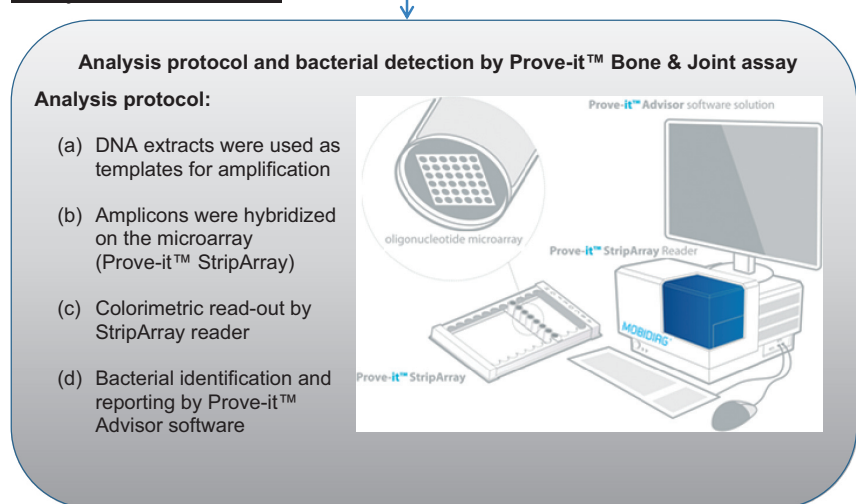 Analysis protocol and bacterial detection by Prove-it™ Bone & Joint assay
Analysis protocol:
(a) DNA extracts were used as
templates for amplification
(b) Amplicons were hybridized
on the microarray
(Prove-it™ StripArray)
(c) Colorimetric read-out by
StripArray reader
(d) Bacterial identification and
reporting by Prove-it™
Advisor software
Prove-it™ Advisor software solution
oligonucleotide microarray
Prove-it™ StripArray Reader
MOBIDIAG
Prove-it™ StripArray